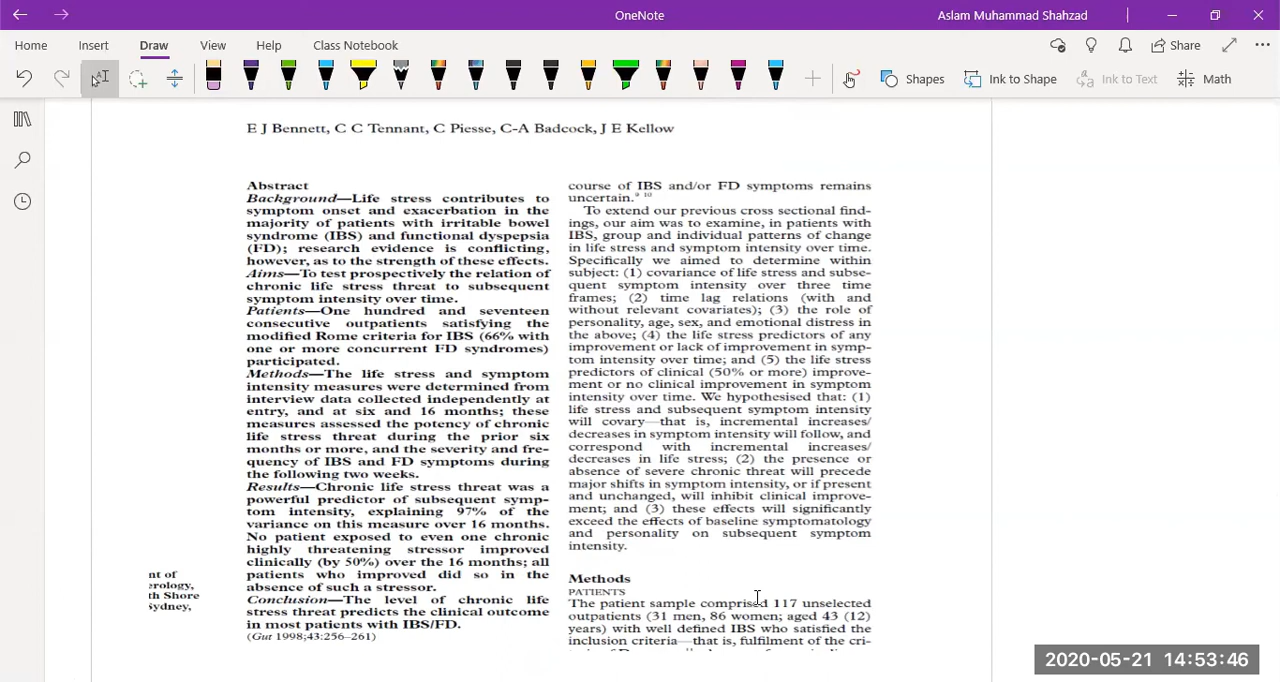 OneNote
Aslam Muhammad Shahzad
Home
Insert
Draw
View
Help
Class Notebook
Share
Shapes
Ink to Shape
Ink to Text
Math
E J Bennett, C C Tennant, C Piesse, C-A Badcock, J E Kellow
Abstract
Background—Life stress contributes to
symptom onset and exacerbation in the
majority of patients with irritable bowel
syndrome (IBS) and functional dyspepsia
(FD); research evidence is conflicting,
however, as to the strength of these effects.
Aims—To test prospectively the relation of
chronic life stress threat to subsequent
symptom intensity over time.
Patients—One hundred and seventeen
consecutive outpatients satisfying the
modified Rome criteria for IBS (66% with
one or more concurrent FD syndromes)
participated.
Methods—The life stress and symptom
intensity measures were determined from
interview data collected independently at
entry, and at six and 16 months; these
measures assessed the potency of chronic
life stress threat during the prior six
months or more, and the severity and fre-
quency of IBS and FD symptoms during
the following two weeks.
Results—Chronic life stress threat was a
powerful predictor of subsequent symp-
tom intensity, explaining 97% of the
variance on this measure over 16 months.
No patient exposed to even one chronic
highly threatening stressor improved
clinically (by 50%) over the 16 months; all
patients who improved did so in the
absence of such a stressor.
Conclusion—The level of chronic life
stress threat predicts the clinical outcome
in most patients with IBS/FD.
(Gut 1998;43:256–261)
nt of
erology,
th Shore
Sydney,
course of IBS and/or FD symptoms remains
uncertain.9 10
To extend our previous cross sectional find-
ings, our aim was to examine, in patients with
IBS, group and individual patterns of change
in life stress and symptom intensity over time.
Specifically we aimed to determine within
subject: (1) covariance of life stress and subse-
quent symptom intensity over three time
frames; (2) time lag relations (with and
without relevant covariates); (3) the role of
personality, age, sex, and emotional distress in
the above; (4) the life stress predictors of any
improvement or lack of improvement in symp-
tom intensity over time; and (5) the life stress
predictors of clinical (50% or more) improve-
ment or no clinical improvement in symptom
intensity over time. We hypothesised that: (1)
life stress and subsequent symptom intensity
will covary—that is, incremental increases/
decreases in symptom intensity will follow, and
correspond with incremental increases/
decreases in life stress; (2) the presence or
absence of severe chronic threat will precede
major shifts in symptom intensity, or if present
and unchanged, will inhibit clinical improve-
ment; and (3) these effects will significantly
exceed the effects of baseline symptomatology
and personality on subsequent symptom
intensity.
Methods
PATIENTS
The patient sample comprised 117 unselected
outpatients (31 men, 86 women; aged 43 (12)
years) with well defined IBS who satisfied the
inclusion criteria—that is, fulfilment of the cri-
2020-05-21 14:53:46